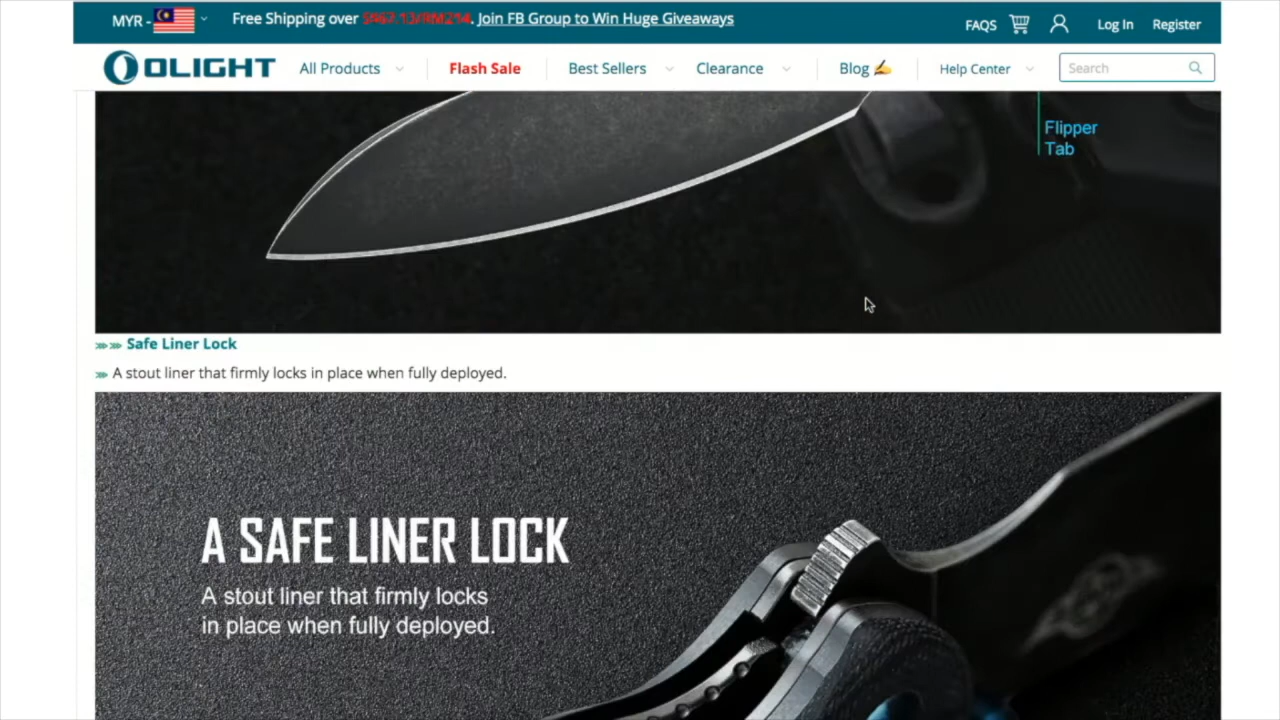 MYR -
Free Shipping over . Join FB Group to Win Huge Giveaways
FAQS
Log In
Register
OLIGHT
All Products
Flash Sale
Best Sellers
Clearance
Blog ✍
Help Center
Search
Flipper
Tab
Safe Liner Lock
A stout liner that firmly locks in place when fully deployed.
A SAFE LINER LOCK
A stout liner that firmly locks
in place when fully deployed.